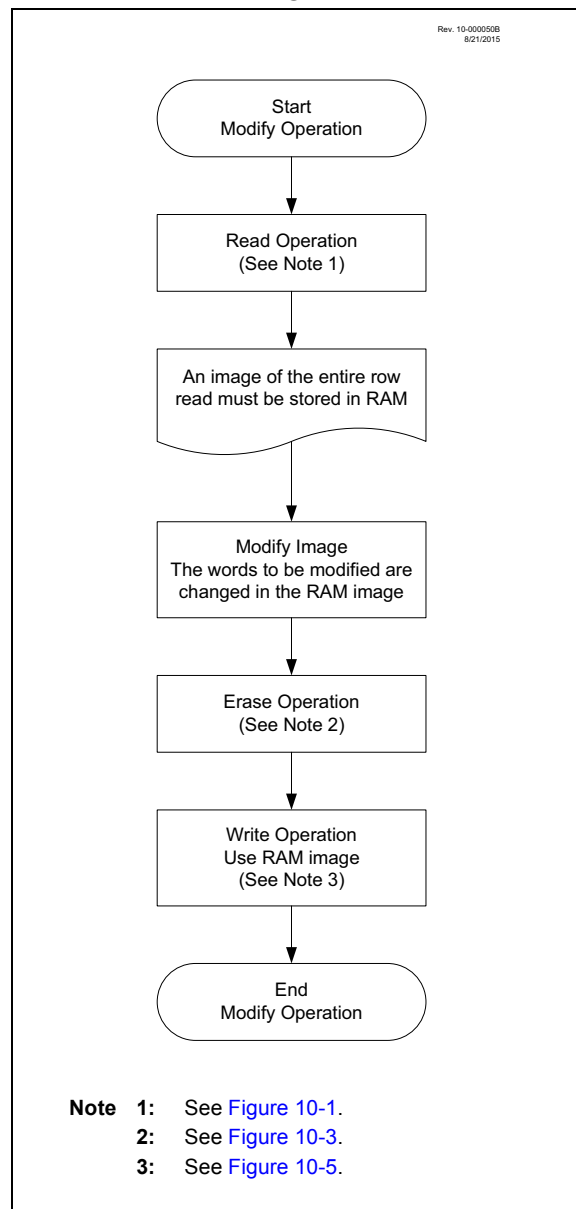 Rev. 10-000050B
8/21/2015
Start
Modify Operation
Read Operation
(See Note 1)
An image of the entire row
read must be stored in RAM
Modify Image
The words to be modified are
changed in the RAM image
Erase Operation
(See Note 2)
Write Operation
Use RAM image
(See Note 3)
End
Modify Operation
Note 1: See Figure 10-1.
2: See Figure 10-3.
3: See Figure 10-5.